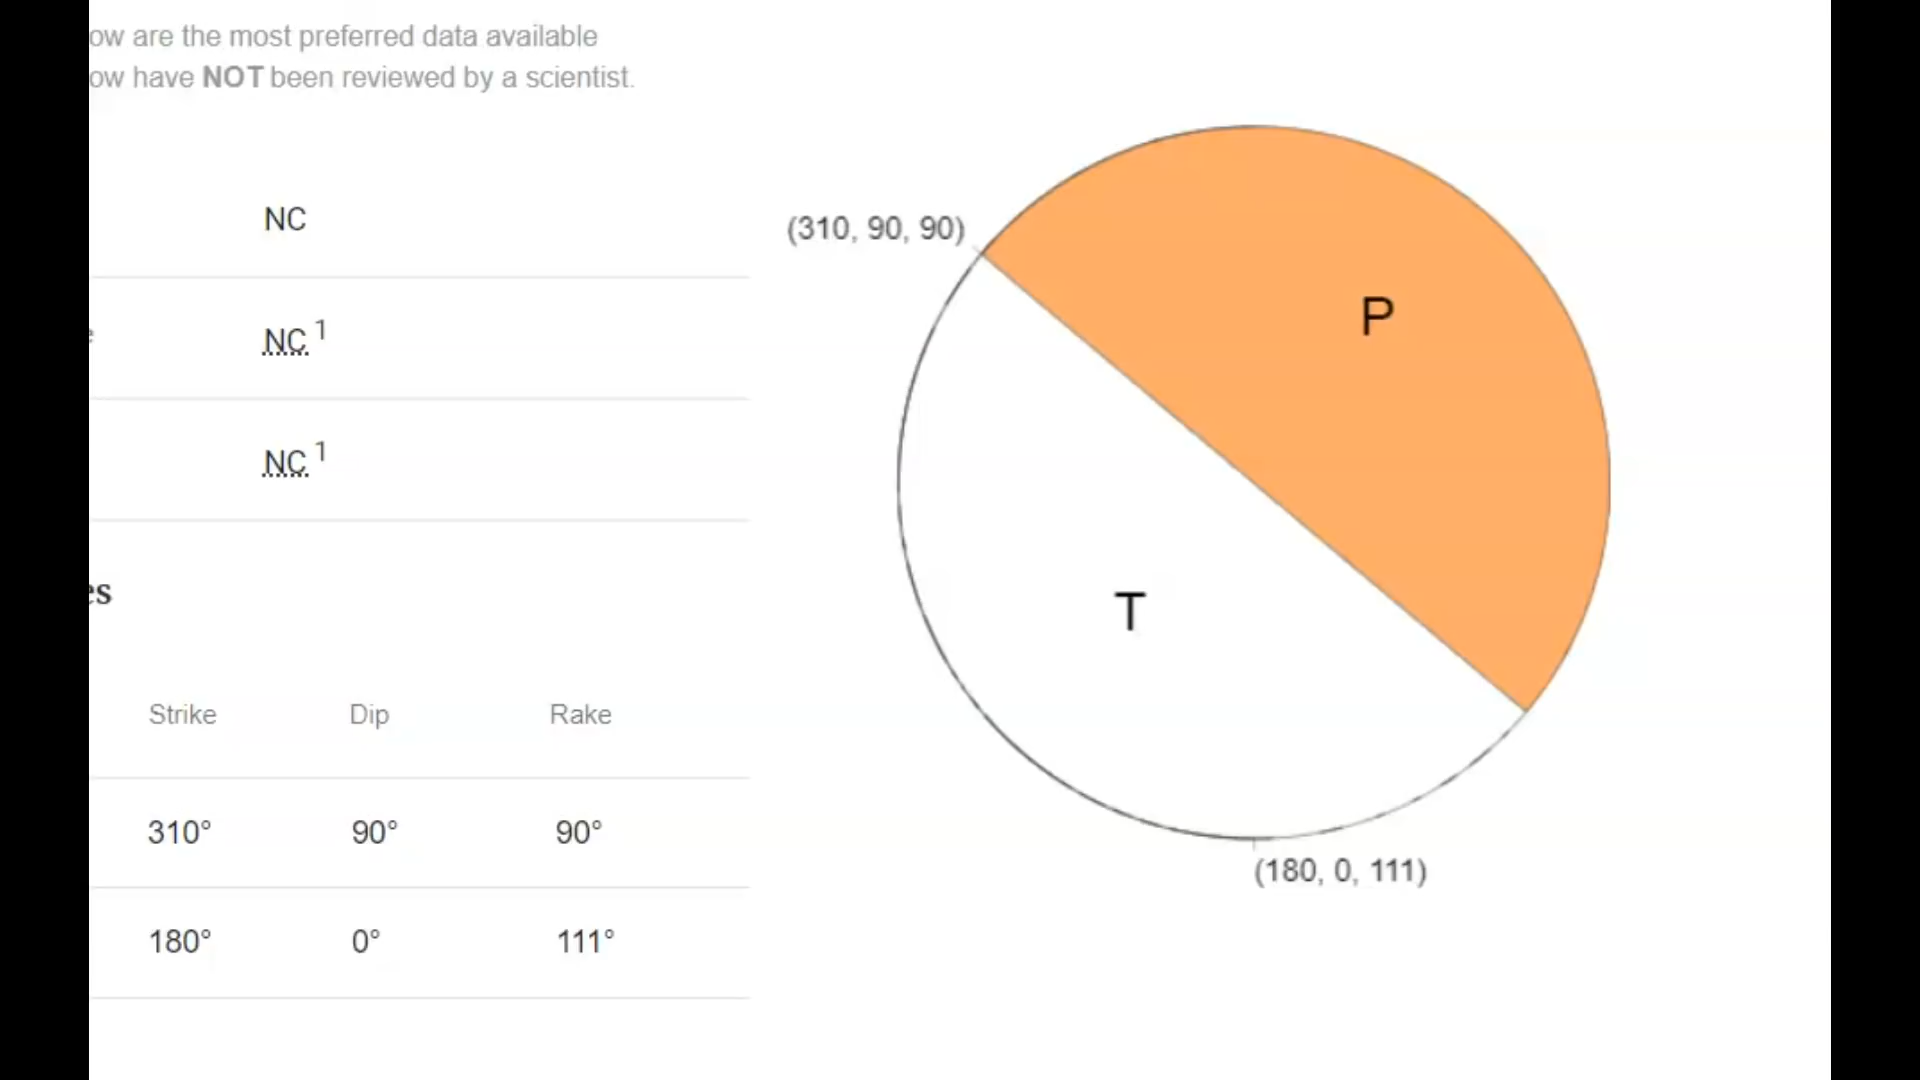 ow are the most preferred data available
ow have NOT been reviewed by a scientist.
NC
NC 1
NC 1
es
Strike Dip Rake
310° 90° 90°
180° 0° 111°
(310, 90, 90)
P
T
(180, 0, 111)